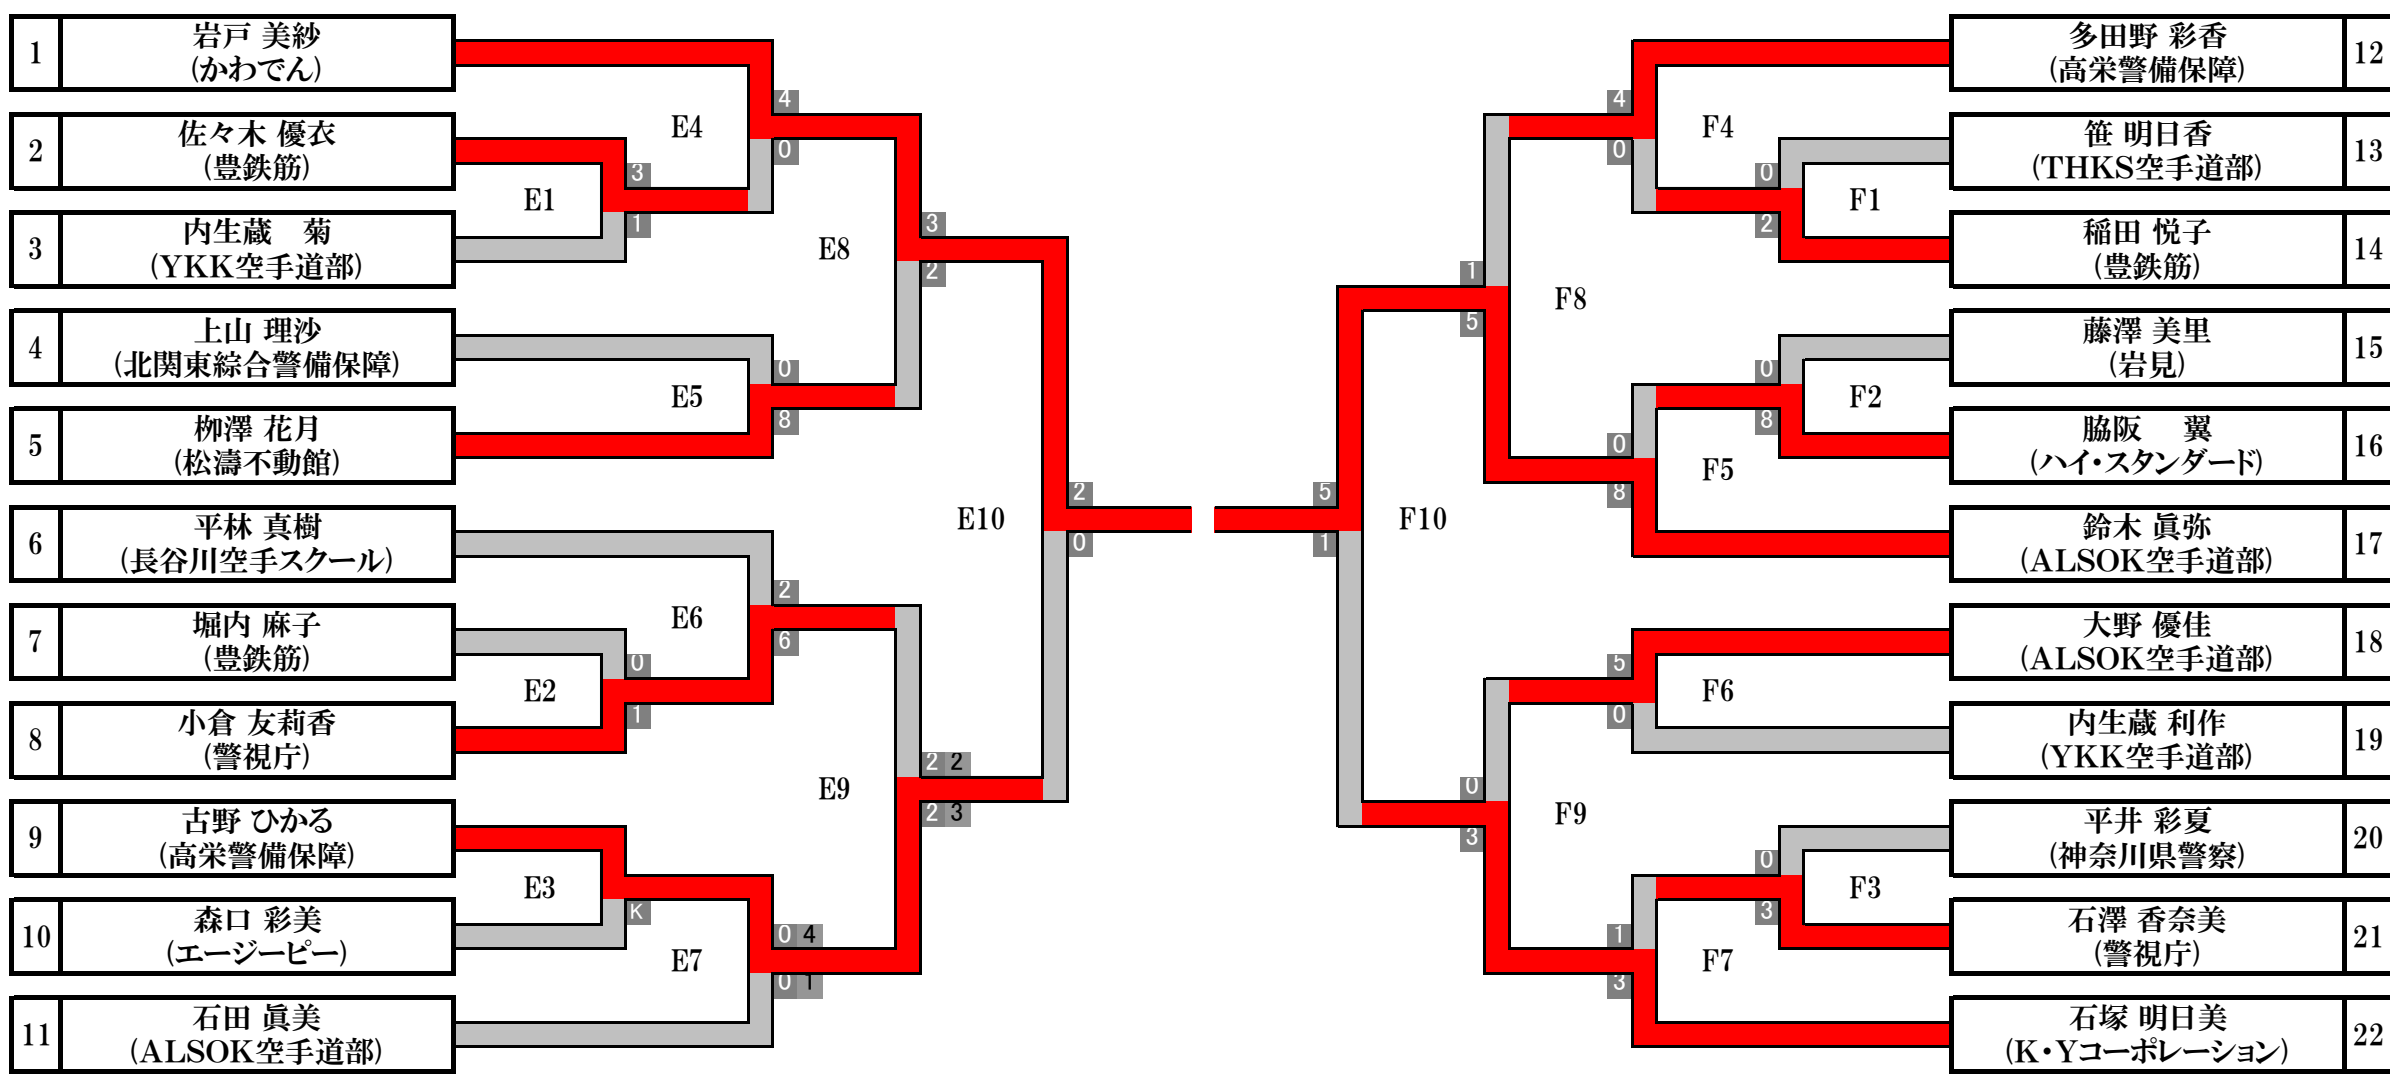 1
岩戸 美紗
(かわでん)
2
佐々木 優衣
(豊鉄筋)
3
内生蔵　菊
(YKK空手道部)
4
上山 理沙
(北関東綜合警備保障)
5
栁澤 花月
(松濤不動館)
6
平林 真樹
(長谷川空手スクール)
7
堀内 麻子
(豊鉄筋)
8
小倉 友莉香
(警視庁)
9
古野 ひかる
(高栄警備保障)
10
森口 彩美
(エージーピー)
11
石田 眞美
(ALSOK空手道部)
E1
3
1
E2
0
1
E3
K
E4
4
0
E5
0
8
E6
2
6
E7
0 4
0 1
E8
3
2
E9
2 2
2 3
E10
2
0
F10
5
1
F8
1
5
F9
0
3
F4
4
0
F5
0
8
F6
5
0
F7
1
3
F1
0
2
F2
0
8
F3
0
3
多田野 彩香
(高栄警備保障)
12
笹 明日香
(THKS空手道部)
13
稲田 悦子
(豊鉄筋)
14
藤澤 美里
(岩見)
15
脇阪　翼
(ハイ・スタンダード)
16
鈴木 眞弥
(ALSOK空手道部)
17
大野 優佳
(ALSOK空手道部)
18
内生蔵 利作
(YKK空手道部)
19
平井 彩夏
(神奈川県警察)
20
石澤 香奈美
(警視庁)
21
石塚 明日美
(K・Yコーポレーション)
22